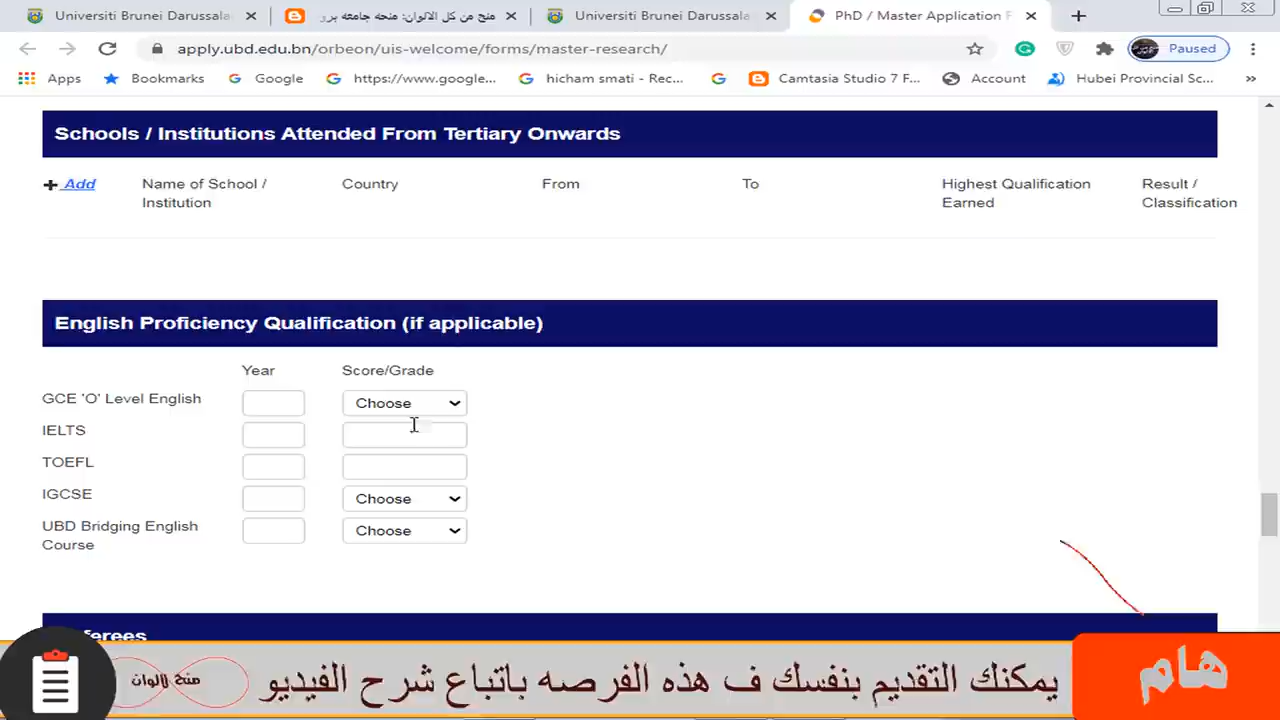 Universiti Brunei Darussala
منح من كل الالوان: منحه جامعه برو
Universiti Brunei Darussala
PhD / Master Application F
apply.ubd.edu.bn/orbeon/uis-welcome/forms/master-research/
Paused
Apps
Bookmarks
Google
https://www.google...
hicham smati - Rec...
Camtasia Studio 7 F...
Account
Hubei Provincial Sc...
»
Schools / Institutions Attended From Tertiary Onwards
Add
Name of School / Institution
Country
From
To
Highest Qualification Earned
Result / Classification
English Proficiency Qualification (if applicable)
Year
Score/Grade
GCE 'O' Level English
Choose
IELTS
TOEFL
IGCSE
Choose
UBD Bridging English Course
Choose
ferees
هام
يمكنك التقديم بنفسك ف هذه الفرصه باتباع شرح الفيديو
منح لالوان